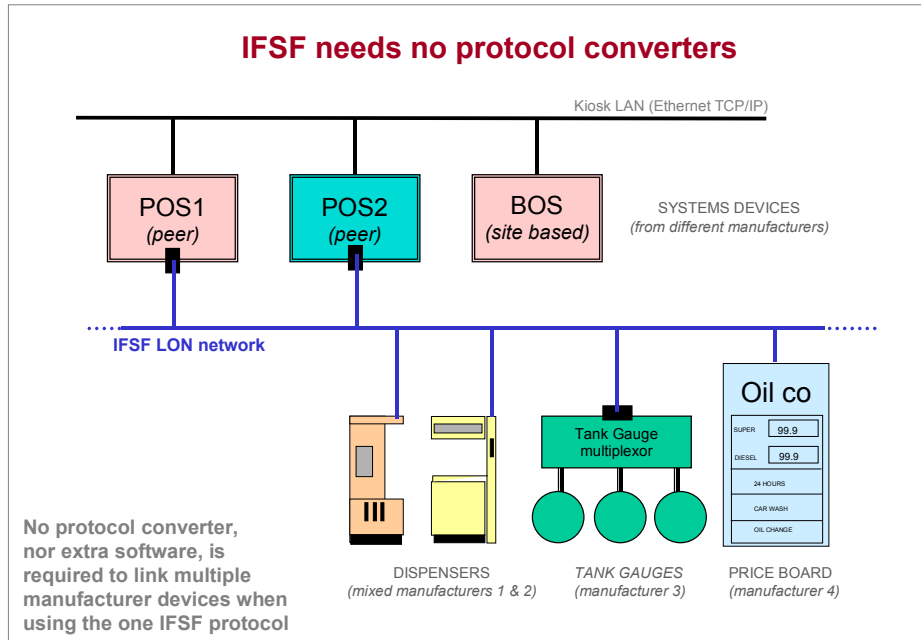 IFSF needs no protocol converters
Kiosk LAN (Ethernet TCP/IP)
POS1
(peer)
POS2
(peer)
BOS
(site based)
SYSTEMS DEVICES
(from different manufacturers)
IFSF LON network
Tank Gauge
multiplexor
Oil co
SUPER 99.9
DIESEL 99.9
24 HOURS
CAR WASH
OIL CHANGE
No protocol converter,
nor extra software, is
required to link multiple
manufacturer devices when
using the one IFSF protocol
DISPENSERS
(mixed manufacturers 1 & 2)
TANK GAUGES
(manufacturer 3)
PRICE BOARD
(manufacturer 4)